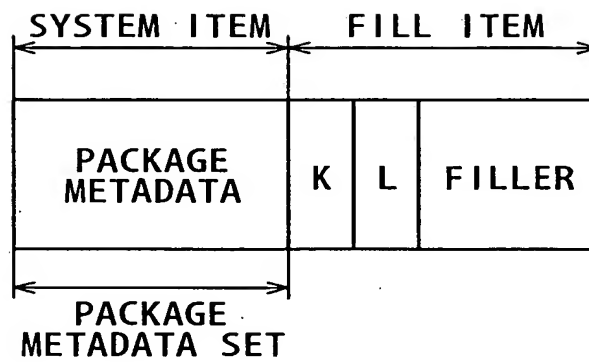 SYSTEM ITEM FILL ITEM
PACKAGE
METADATA K L FILLER
PACKAGE
METADATA SET